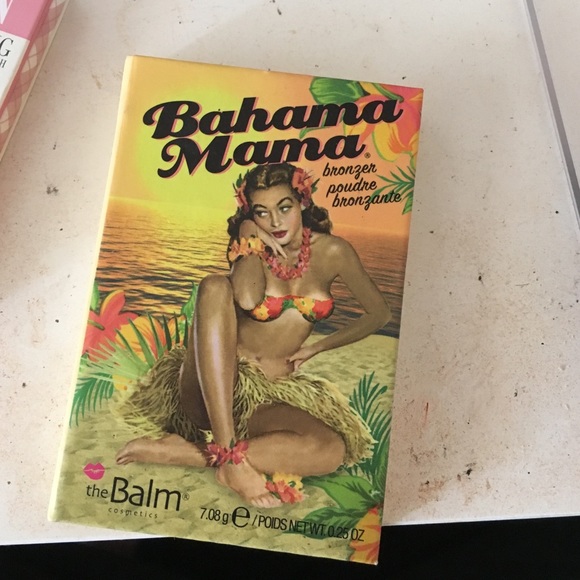 Bahama
Mama®
bronzer
poudre
bronzante
theBalm®
cosmetics
7.08 g ℮ / POIDS NET WT 0.25 OZ